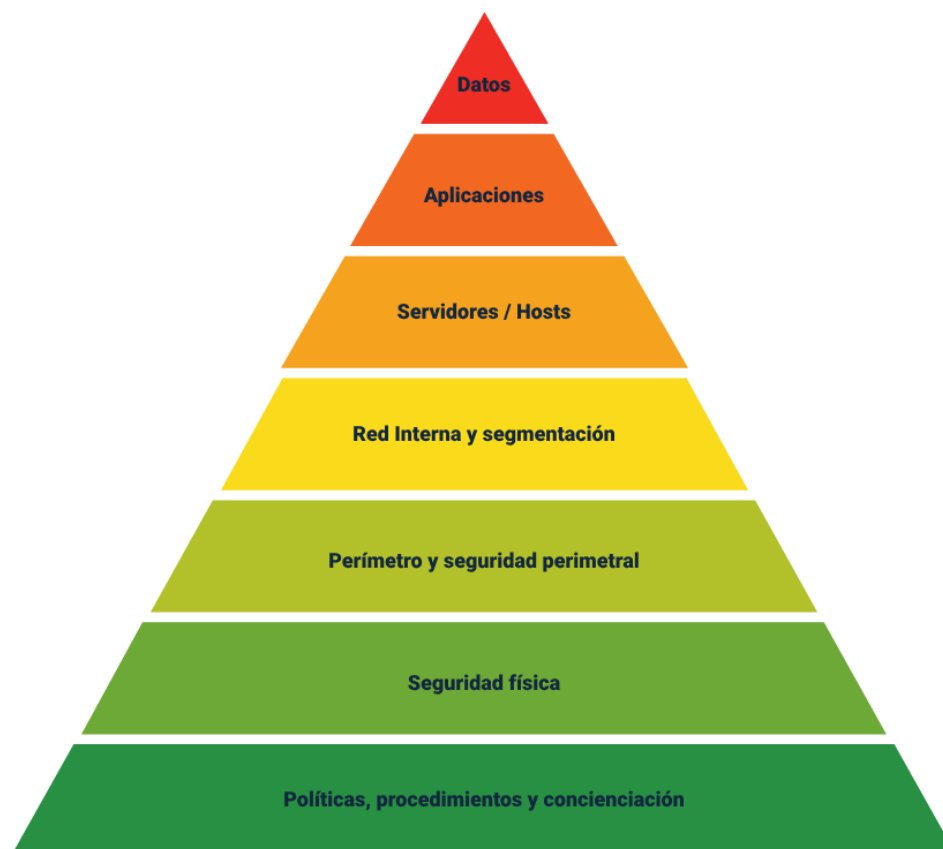 Datos
Aplicaciones
Servidores / Hosts
Red Interna y segmentación
Perímetro y seguridad perimetral
Seguridad física
Políticas, procedimientos y concienciación